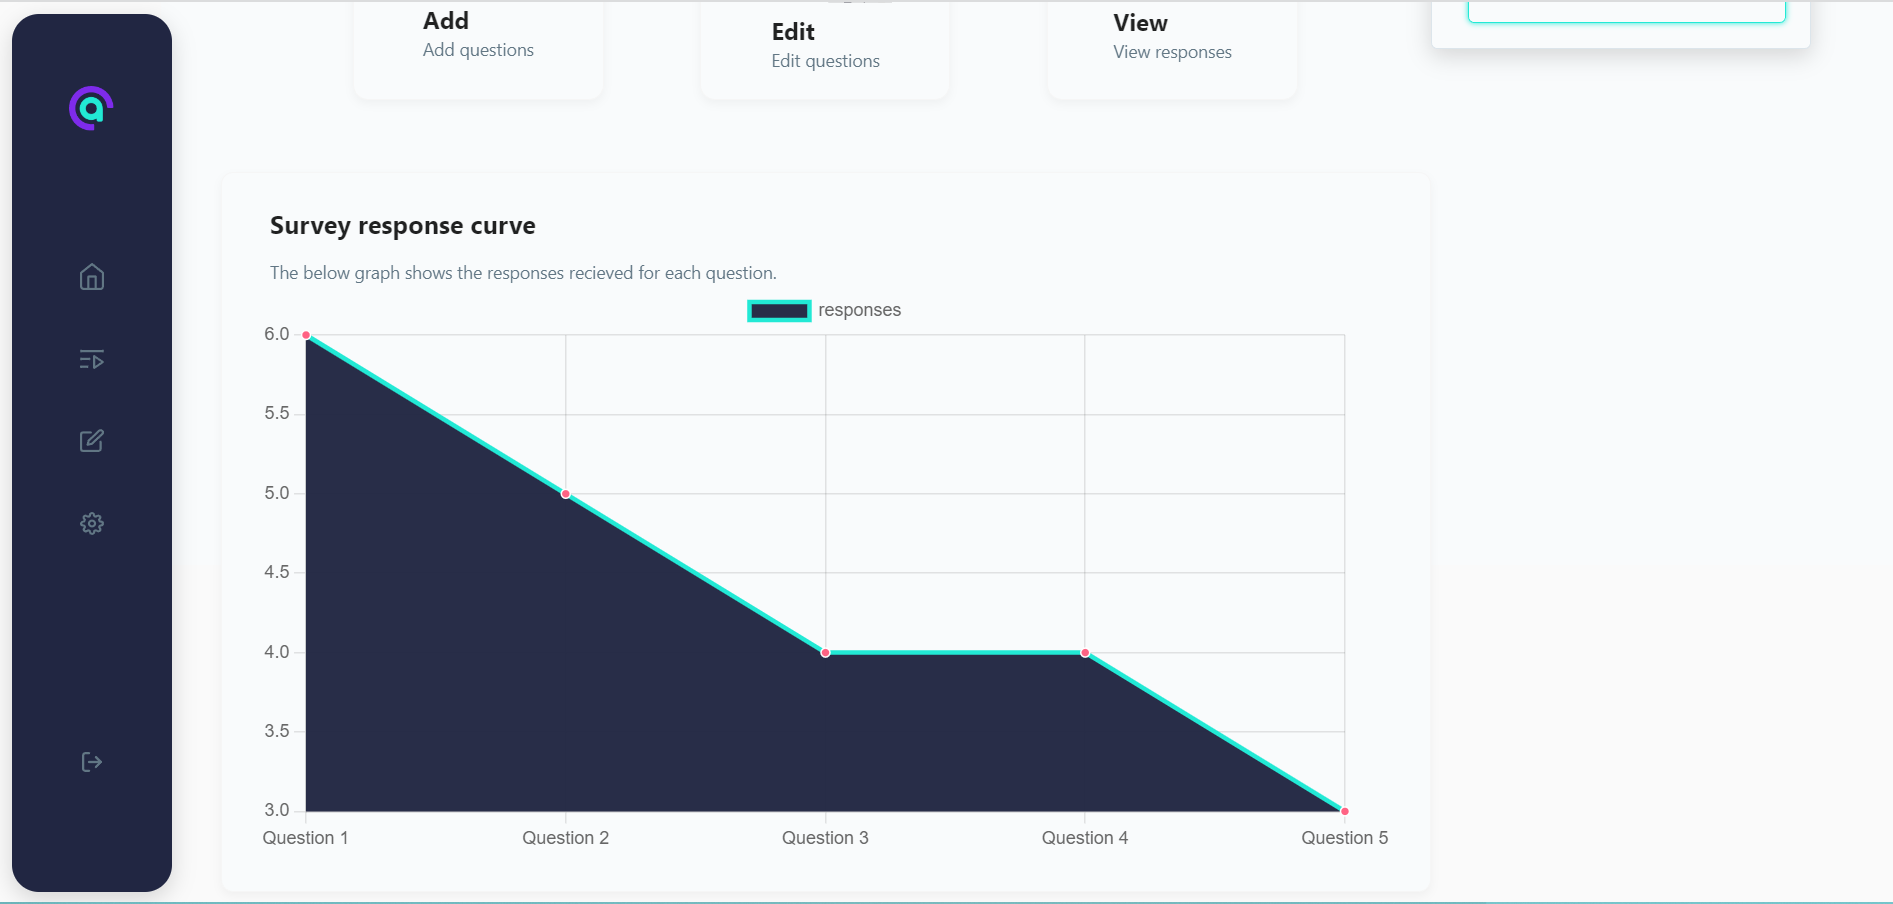 Add
Add questions
Edit
Edit questions
View
View responses
Survey response curve
The below graph shows the responses recieved for each question.
responses
6.0
5.5
5.0
4.5
4.0
3.5
3.0
Question 1
Question 2
Question 3
Question 4
Question 5